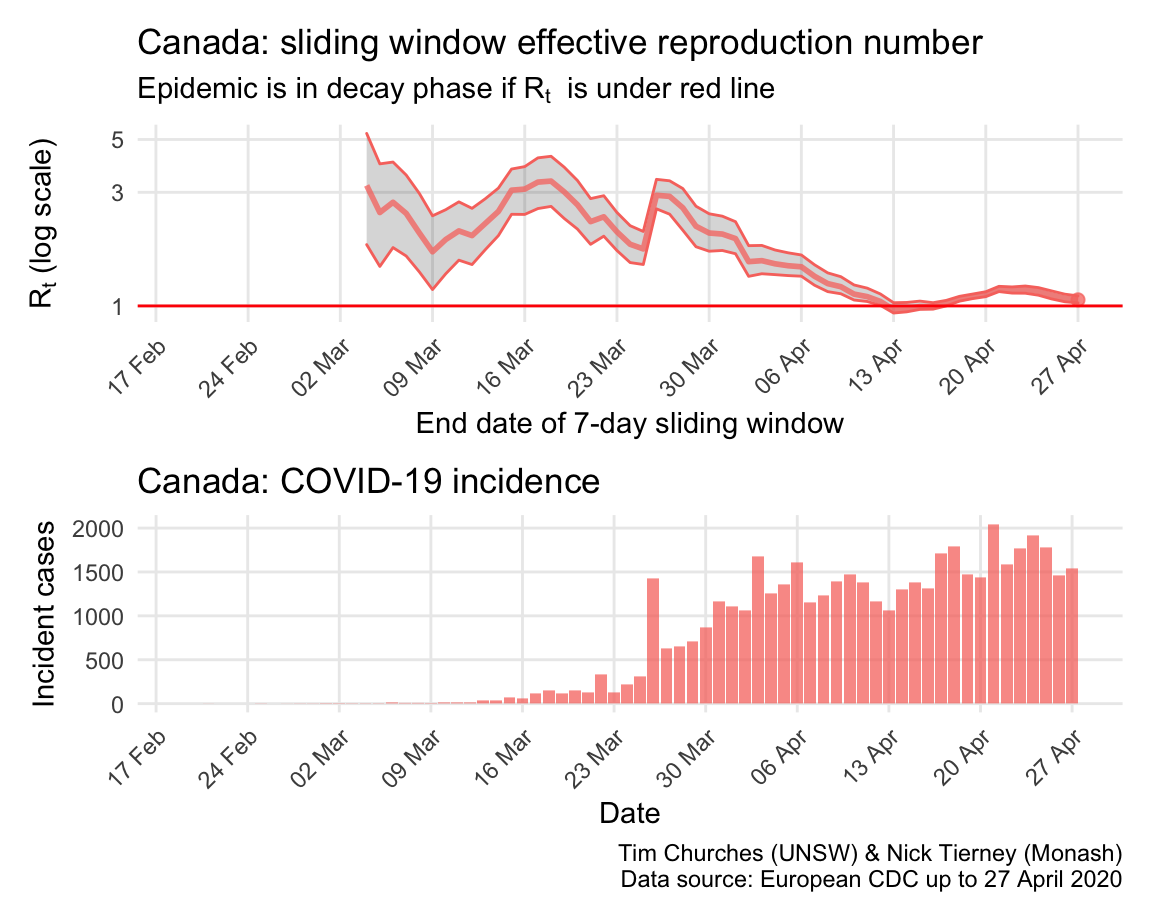 Canada: sliding window effective reproduction number
Epidemic is in decay phase if Rt is under red line
Rt (log scale)
5
3
1
17 Feb
24 Feb
02 Mar
09 Mar
16 Mar
23 Mar
30 Mar
06 Apr
13 Apr
20 Apr
27 Apr
End date of 7-day sliding window
Canada: COVID-19 incidence
Incident cases
2000
1500
1000
500
0
17 Feb
24 Feb
02 Mar
09 Mar
16 Mar
23 Mar
30 Mar
06 Apr
13 Apr
20 Apr
27 Apr
Date
Tim Churches (UNSW) & Nick Tierney (Monash)
Data source: European CDC up to 27 April 2020